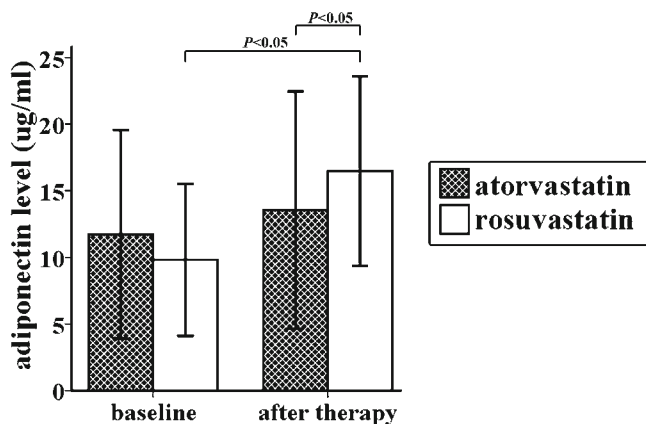 P<0.05
P<0.05
25
20
15
10
5
0
adiponectin level (ug/ml)
baseline
after therapy
atorvastatin
rosuvastatin